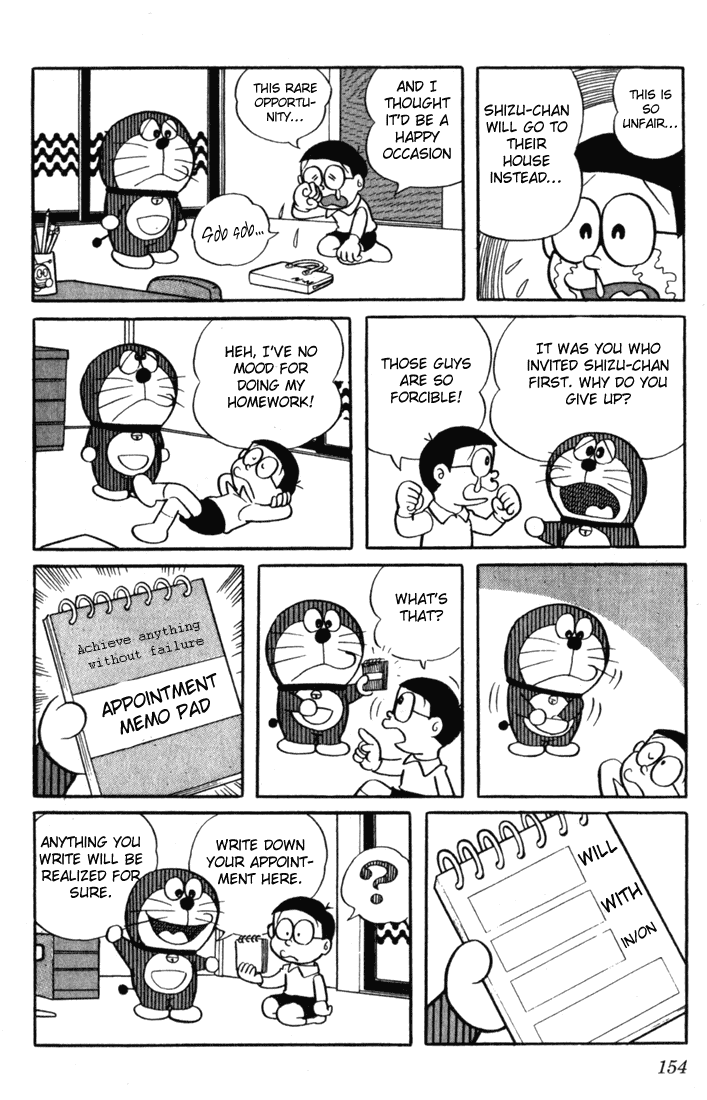 THIS IS
SO
UNFAIR...
SHIZU-CHAN
WILL GO TO
THEIR
HOUSE
INSTEAD...
AND I
THOUGHT
IT'D BE A
HAPPY
OCCASION
THIS RARE
OPPORTU-
NITY...
Sob sob...
IT WAS YOU WHO
INVITED SHIZU-CHAN
FIRST. WHY DO YOU
GIVE UP?
THOSE GUYS
ARE SO
FORCIBLE!
HEH, I'VE NO
MOOD FOR
DOING MY
HOMEWORK!
WHAT'S
THAT?
Achieve anything
without failure
APPOINTMENT
MEMO PAD
WILL
WITH
IN/ON
WRITE DOWN
YOUR APPOINT-
MENT HERE.
?
ANYTHING YOU
WRITE WILL BE
REALIZED FOR
SURE.
154